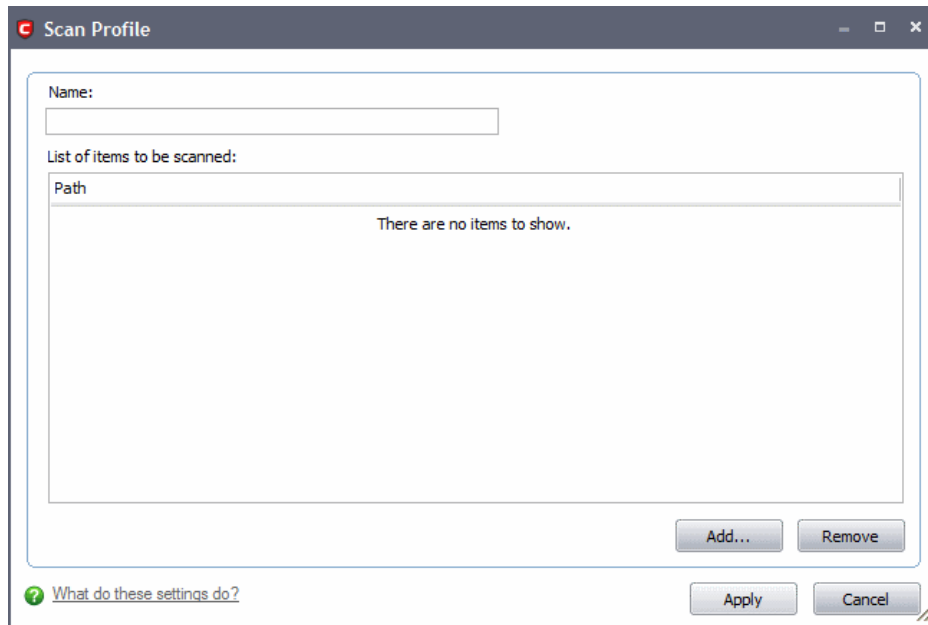 Scan Profile
Name:
List of items to be scanned:
Path
There are no items to show.
Add...
Remove
What do these settings do?
Apply
Cancel